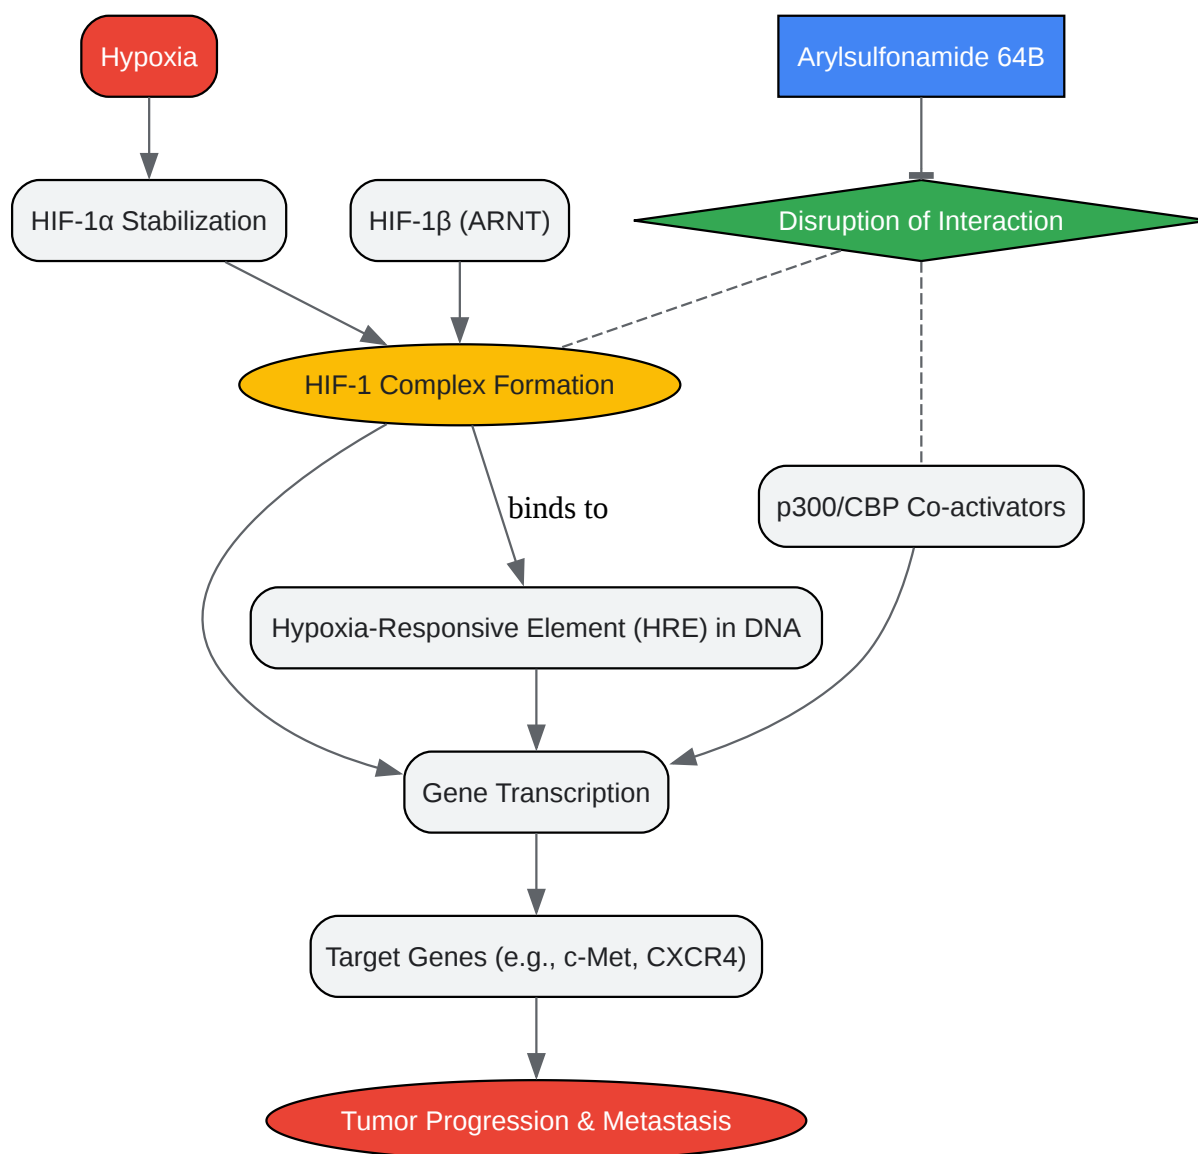 Hypoxia
Arylsulfonamide 64B
HIF-1α Stabilization
HIF-1β (ARNT)
Disruption of Interaction
HIF-1 Complex Formation
binds to
p300/CBP Co-activators
Hypoxia-Responsive Element (HRE) in DNA
Gene Transcription
Target Genes (e.g., c-Met, CXCR4)
Tumor Progression & Metastasis